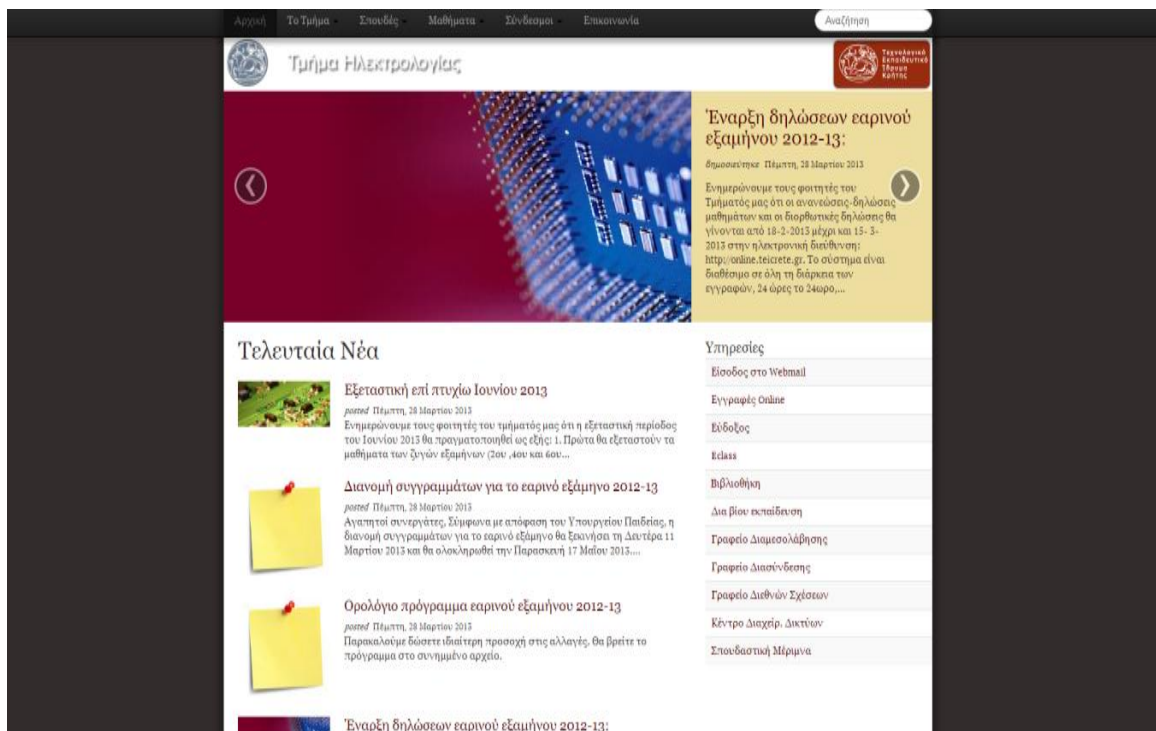 Αρχική Το Τμήμα Σπουδές Μαθήματα Σύνδεσμοι Επικοινωνία Αναζήτηση
Τμήμα Ηλεκτρολογίας
Τεχνολογικό
Εκπαιδευτικό
Ίδρυμα
Κρήτης
Έναρξη δηλώσεων εαρινού
εξαμήνου 2012-13:
δημοσιεύτηκε Πέμπτη, 28 Μαρτίου 2013
Ενημερώνουμε τους φοιτητές του
Τμήματός μας ότι οι ανανεώσεις-δηλώσεις
μαθημάτων και οι διορθωτικές δηλώσεις θα
γίνονται από 18-2-2013 μέχρι και 15- 3-
2013 στην ηλεκτρονική διεύθυνση:
http://online.teicrete.gr. Το σύστημα είναι
διαθέσιμο σε όλη τη διάρκεια των
εγγραφών, 24 ώρες το 24ωρο,...
Τελευταία Νέα
Εξεταστική επί πτυχίω Ιουνίου 2013
posted Πέμπτη, 28 Μαρτίου 2013
Ενημερώνουμε τους φοιτητές του τμήματός μας ότι η εξεταστική περίοδος
του Ιουνίου 2013 θα πραγματοποιηθεί ως εξής: 1. Πρώτα θα εξεταστούν τα
μαθήματα των ζυγών εξαμήνων (2ου ,4ου και 6ου...
Διανομή συγγραμμάτων για το εαρινό εξάμηνο 2012-13
posted Πέμπτη, 28 Μαρτίου 2013
Αγαπητοί συνεργάτες, Σύμφωνα με απόφαση του Υπουργείου Παιδείας, η
διανομή συγγραμμάτων για το εαρινό εξάμηνο θα ξεκινήσει τη Δευτέρα 11
Μαρτίου 2013 και θα ολοκληρωθεί την Παρασκευή 17 Μαΐου 2013....
Ορολόγιο πρόγραμμα εαρινού εξαμήνου 2012-13
posted Πέμπτη, 28 Μαρτίου 2013
Παρακαλούμε δώσετε ιδιαίτερη προσοχή στις αλλαγές. Θα βρείτε το
πρόγραμμα στο συνημμένο αρχείο.
Έναρξη δηλώσεων εαρινού εξαμήνου 2012-13:
Υπηρεσίες
Είσοδος στο Webmail
Εγγραφές Online
Εύδοξος
Eclass
Βιβλιοθήκη
Δια βίου εκπαίδευση
Γραφείο Διαμεσολάβησης
Γραφείο Διασύνδεσης
Γραφείο Διεθνών Σχέσεων
Κέντρο Διαχείρ. Δικτύων
Σπουδαστική Μέριμνα